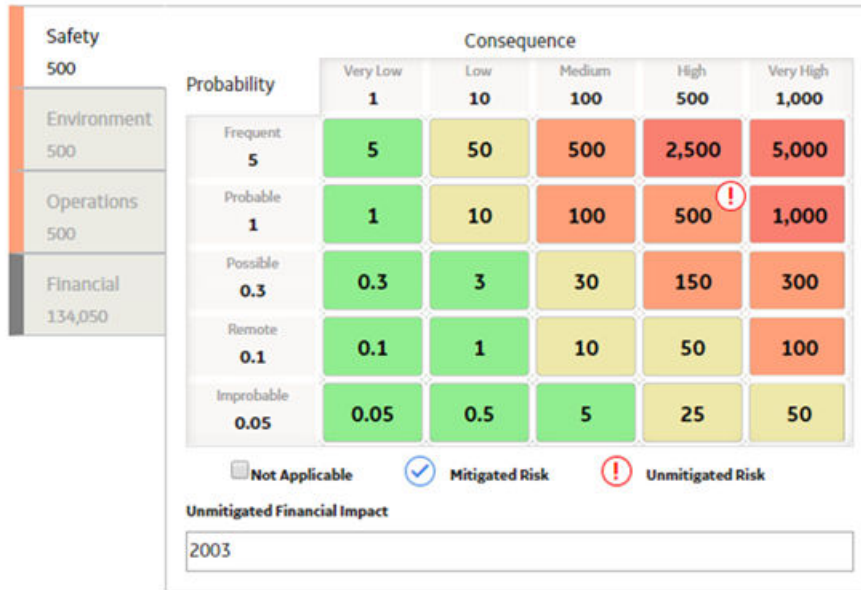 Safety
500
Environment
500
Operations
500
Financial
134,050
Consequence
Probability
Very Low Low Medium High Very High
1 10 100 500 1,000
Frequent
5 5 50 500 2,500 5,000
Probable
1 1 10 100 500 ! 1,000
Possible
0.3 0.3 3 30 150 300
Remote
0.1 0.1 1 10 50 100
Improbable
0.05 0.05 0.5 5 25 50
Not Applicable Mitigated Risk ! Unmitigated Risk
Unmitigated Financial Impact
2003